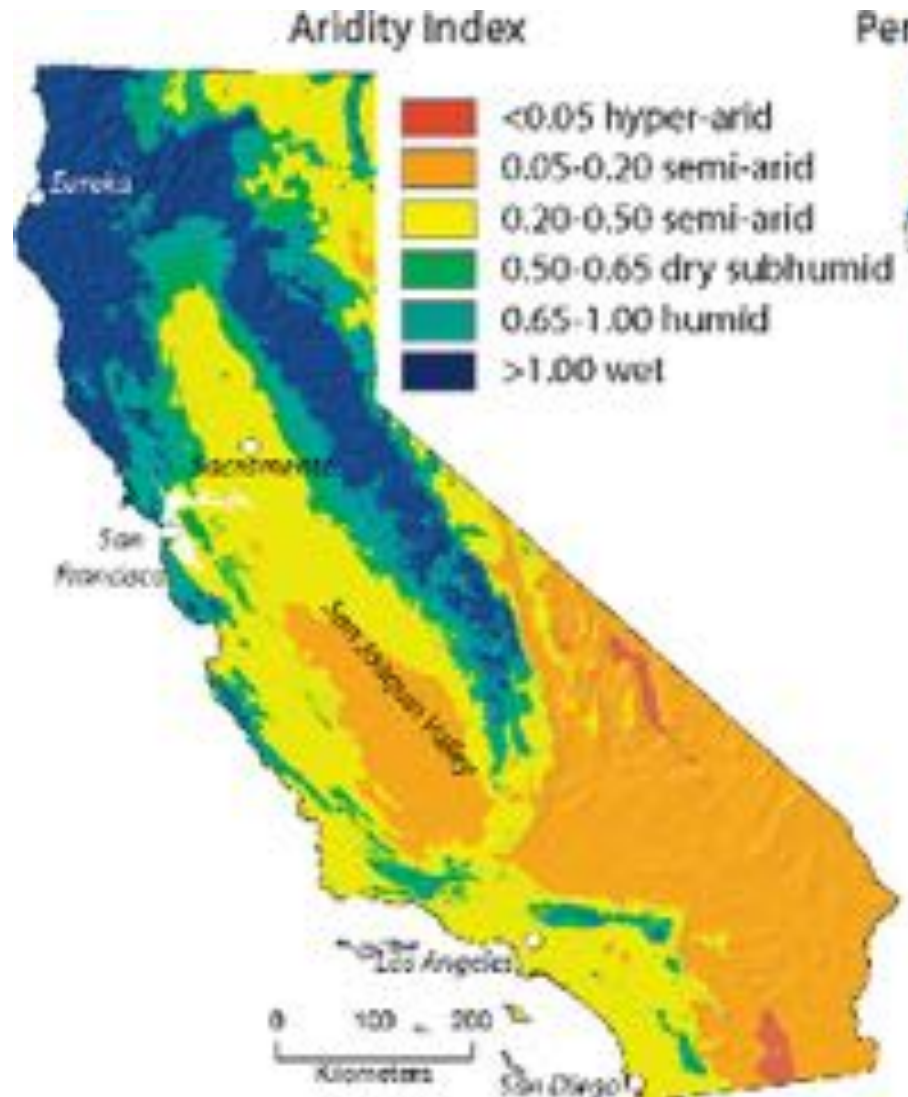 Aridity Index
Per
<0.05 hyper-arid
0.05-0.20 semi-arid
0.20-0.50 semi-arid
0.50-0.65 dry subhumid
0.65-1.00 humid
>1.00 wet
Eureka
Sacramento
San
Francisco
San Joaquin Valley
Los Angeles
0 100 200
Kilometers
San Diego